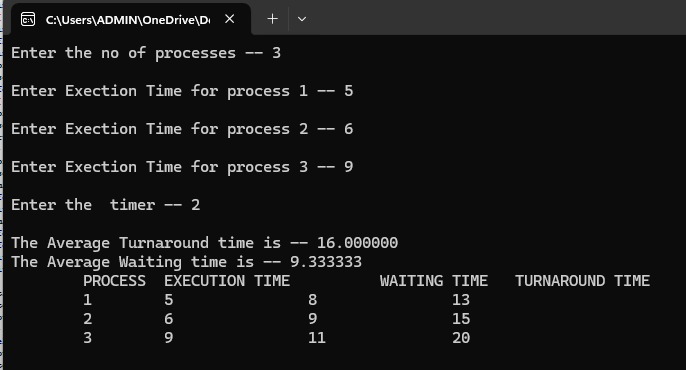 C:\Users\ADMIN\OneDrive\D
Enter the no of processes -- 3
Enter Exection Time for process 1 -- 5
Enter Exection Time for process 2 -- 6
Enter Exection Time for process 3 -- 9
Enter the  timer -- 2
The Average Turnaround time is -- 16.000000
The Average Waiting time is -- 9.333333
PROCESS  EXECUTION TIME          WAITING TIME   TURNAROUND TIME
1        5               8               13
2        6               9               15
3        9               11              20